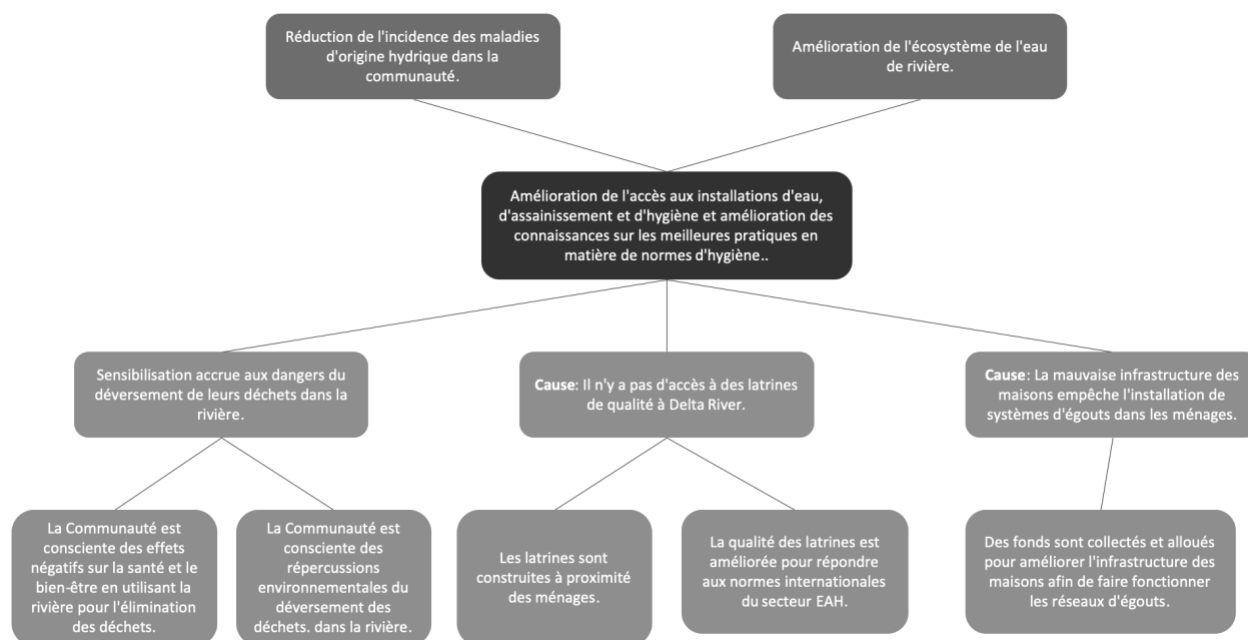 Réduction de l'incidence des maladies
d'origine hydrique dans la
communauté.
Amélioration de l'écosystème de l'eau
de rivière.
Amélioration de l'accès aux installations d'eau,
d'assainissement et d'hygiène et amélioration des
connaissances sur les meilleures pratiques en
matière de normes d'hygiène..
Sensibilisation accrue aux dangers du
déversement de leurs déchets dans la
rivière.
Cause: Il n'y a pas d'accès à des latrines
de qualité à Delta River.
Cause: La mauvaise infrastructure des
maisons empêche l'installation de
systèmes d'égouts dans les ménages.
La Communauté est
consciente des effets
négatifs sur la santé et le
bien-être en utilisant la
rivière pour l'élimination
des déchets.
La Communauté est
consciente des
répercussions
environnementales du
déversement des
déchets. dans la rivière.
Les latrines sont
construites à proximité
des ménages.
La qualité des latrines est
améliorée pour répondre
aux normes internationales
du secteur EAH.
Des fonds sont collectés et alloués
pour améliorer l'infrastructure des
maisons afin de faire fonctionner
les réseaux d'égouts.